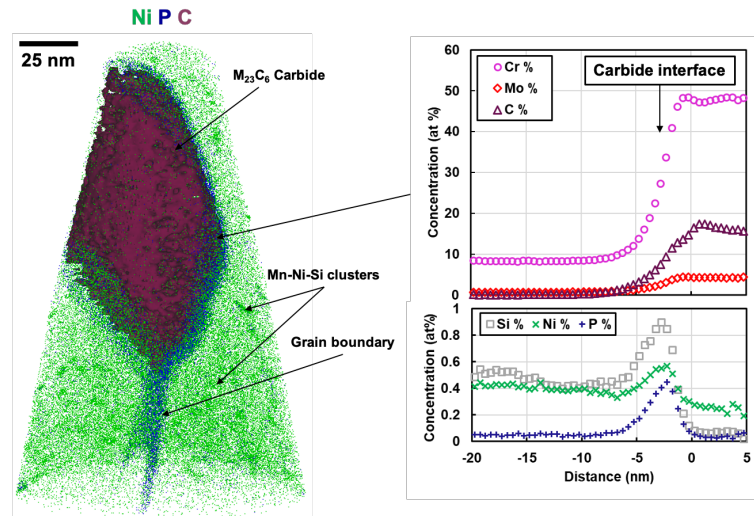 Ni P C
25 nm
M23C6 Carbide
Mn-Ni-Si clusters
Grain boundary
60
50
40
30
20
10
0
Concentration (at %)
Cr %
Mo %
C %
Carbide interface
1
0.8
0.6
0.4
0.2
0
Concentration (at%)
Si % Ni % P %
-20 -15 -10 -5 0 5
Distance (nm)